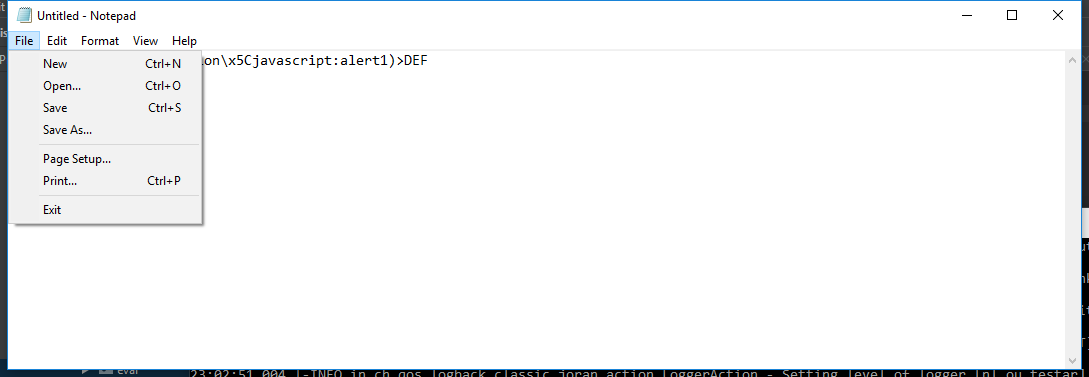 Untitled - Notepad
File Edit Format View Help
on\x5Cjavascript:alert1)>DEF
New Ctrl+N
Open... Ctrl+O
Save Ctrl+S
Save As...
Page Setup...
Print... Ctrl+P
Exit
eval
23:02:51,004 |-INFO in ch.qos.logback.classic.joran.action.LoggerAction - Setting level of logger [nl.ou.testar